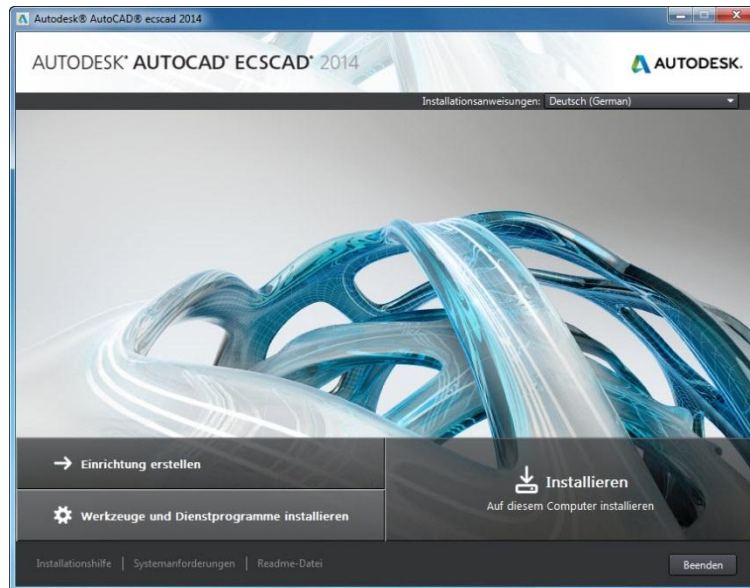 Autodesk® AutoCAD® ecscad 2014
AUTODESK® AUTOCAD® ECSCAD® 2014
AUTODESK.
Installationsanweisungen: Deutsch (German)
Einrichtung erstellen
Werkzeuge und Dienstprogramme installieren
Installieren
Auf diesem Computer installieren
Installationshilfe | Systemanforderungen | Readme-Datei
Beenden